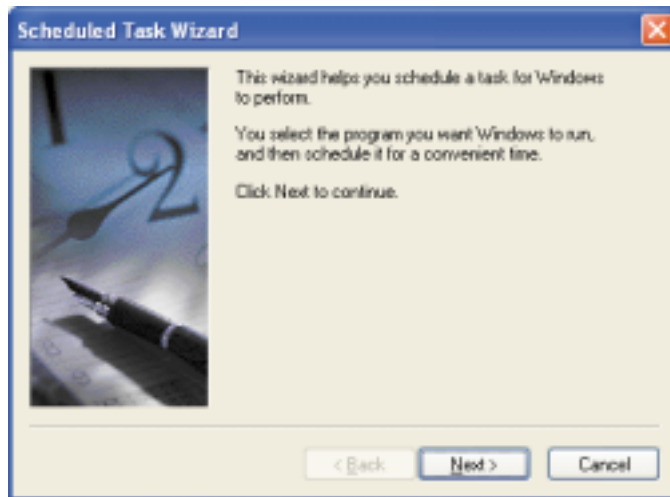 Scheduled Task Wizard
This wizard helps you schedule a task for Windows
to perform.
You select the program you want Windows to run,
and then schedule it for a convenient time.
Click Next to continue.
2
< Back
Next >
Cancel